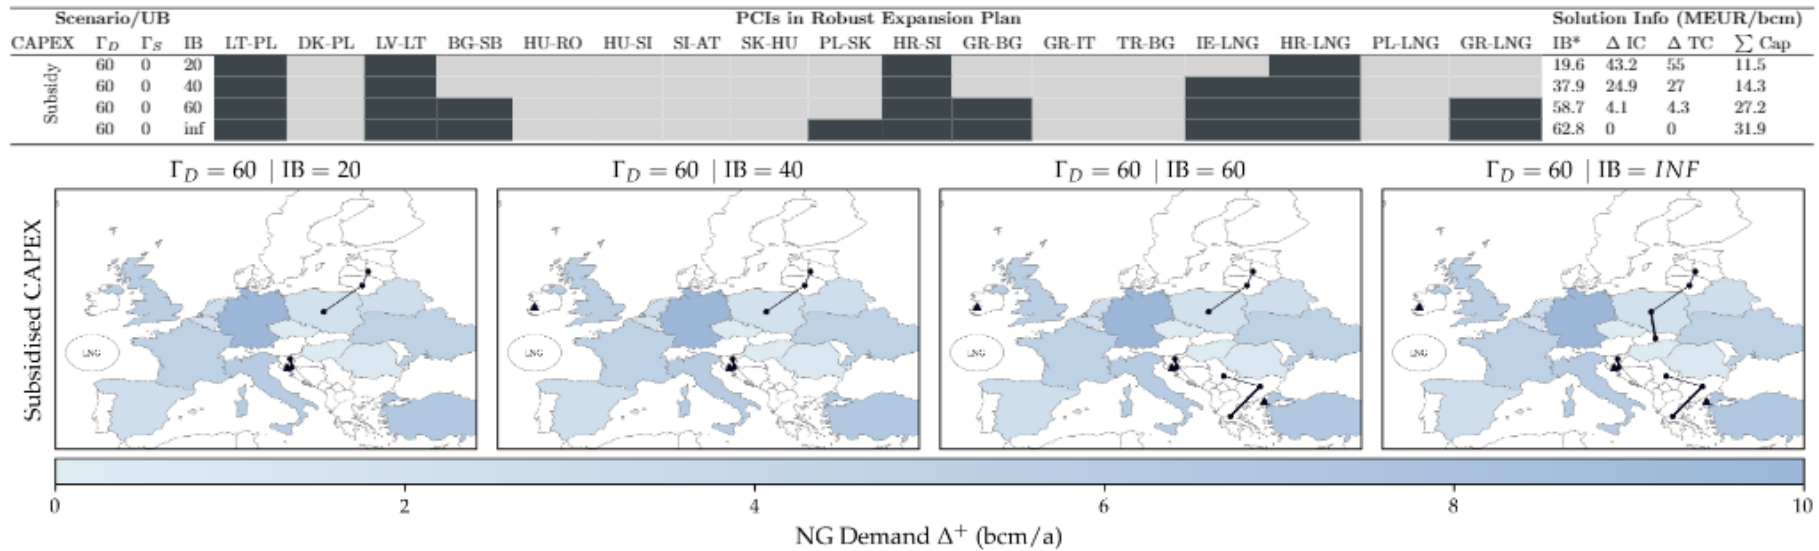 Scenario/UB PCIs in Robust Expansion Plan Solution Info (MEUR/bcm)
CAPEX Γ_D Γ_S IB LT-PL DK-PL LV-LT BG-SB HU-RO HU-SI SI-AT SK-HU PL-SK HR-SI GR-BG GR-IT TR-BG IE-LNG HR-LNG PL-LNG GR-LNG IB* Δ IC Δ TC ∑ Cap
Subsidy
60 0 20 19.6 43.2 55 11.5
60 0 40 37.9 24.9 27 14.3
60 0 60 58.7 4.1 4.3 27.2
60 0 inf 62.8 0 0 31.9
Γ_D = 60 | IB = 20 Γ_D = 60 | IB = 40 Γ_D = 60 | IB = 60 Γ_D = 60 | IB = INF
Subsidised CAPEX
LNG LNG LNG LNG
0 2 4 6 8 10
NG Demand Δ⁺ (bcm/a)